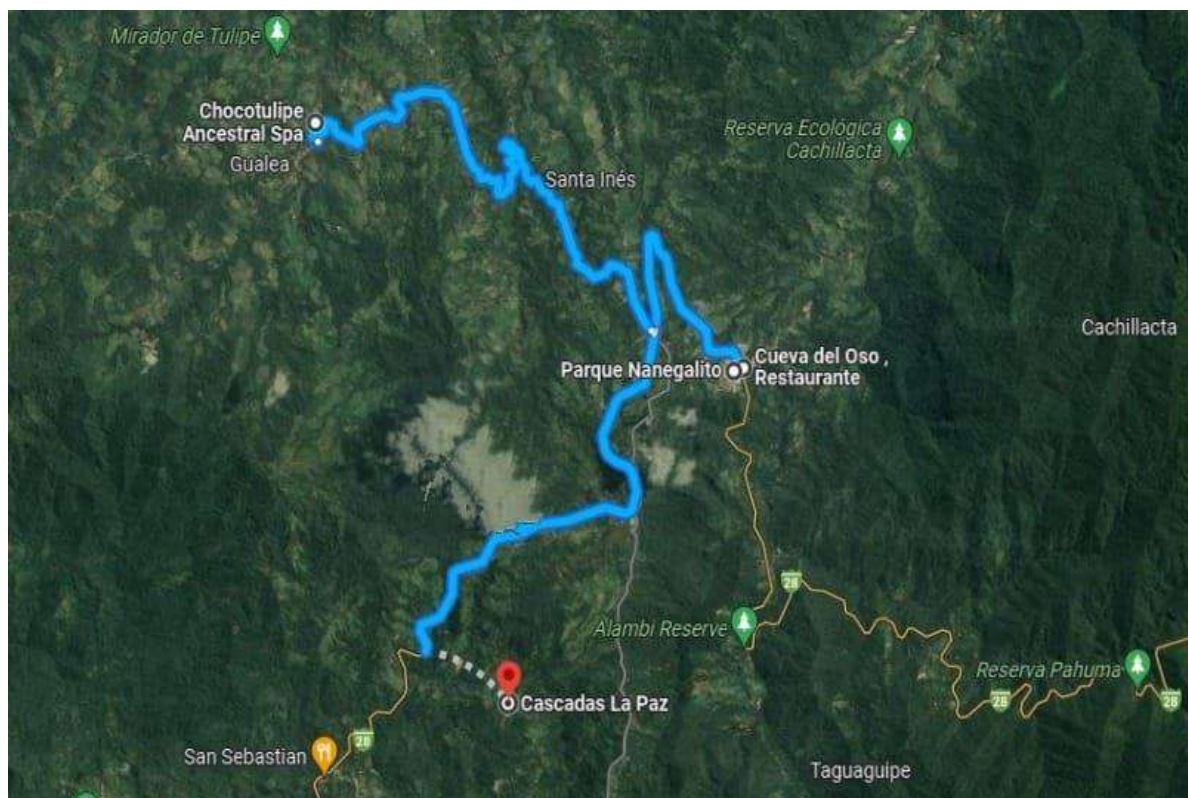 Mirador de Tulipe
Chocotulipe
Ancestral Spa
Gualea
Reserva Ecológica
Cachillacta
Santa Inés
Cachillacta
Parque Nanegalito
Cueva del Oso ,
Restaurante
28
Alambi Reserve
Reserva Pahuma
28
28
Cascadas La Paz
28
San Sebastian
Taguaguipe